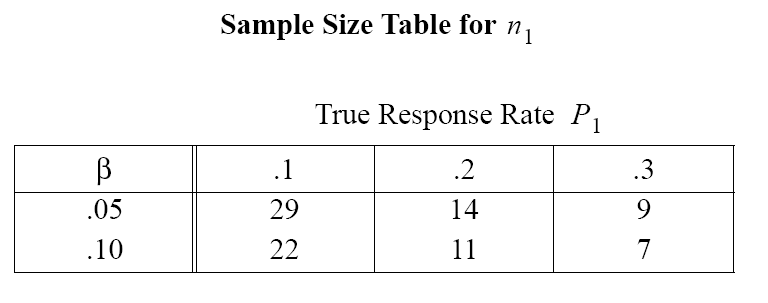 Sample Size Table for n1
True Response Rate P1
β .1 .2 .3
.05 29 14 9
.10 22 11 7